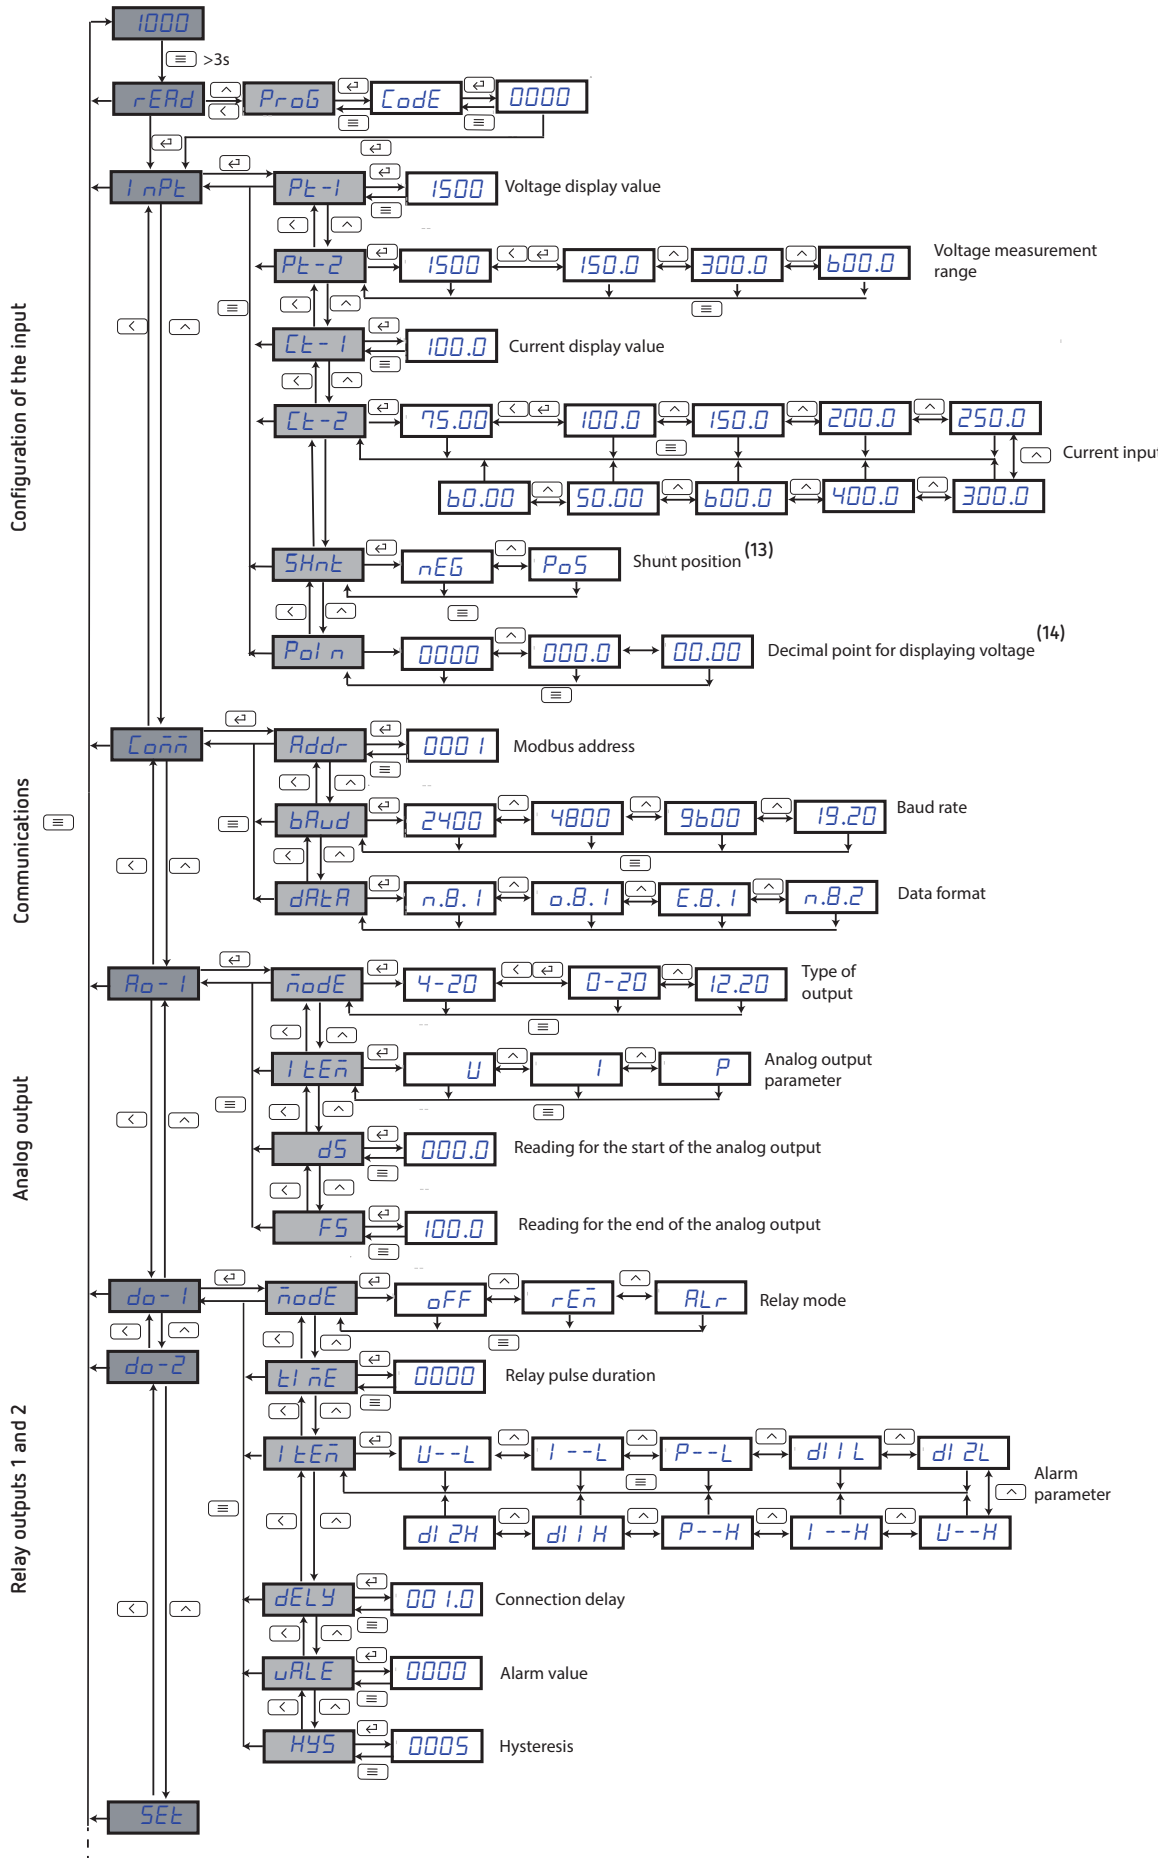 1000
>3s
rEAd
ProG
CodE
0000
InPt
Pt-1
1500
Voltage display value
Pt-2
1500
150.0
300.0
600.0
Voltage measurement
range
Ct-1
100.0
Current display value
Ct-2
75.00
100.0
150.0
200.0
250.0
Current input
60.00
50.00
600.0
400.0
300.0
SHnt
nEG
PoS
Shunt position (13)
PoIn
0000
000.0
00.00
Decimal point for displaying voltage (14)
Configuration of the input
Comm
Addr
0001
Modbus address
bAud
2400
4800
9600
19.20
Baud rate
dAtA
n.8.1
o.8.1
E.8.1
n.8.2
Data format
Communications
Ao-1
modE
4-20
0-20
12.20
Type of
output
ItEm
U
I
P
Analog output
parameter
dS
000.0
Reading for the start of the analog output
FS
100.0
Reading for the end of the analog output
Analog output
do-1
modE
oFF
rEm
ALr
Relay mode
do-2
tImE
0000
Relay pulse duration
ItEm
U--L
I--L
P--L
dI1L
dI2L
Alarm
parameter
dI2H
dI1H
P--H
I--H
U--H
dELY
001.0
Connection delay
uALE
0000
Alarm value
HYS
0005
Hysteresis
Relay outputs 1 and 2
SEt